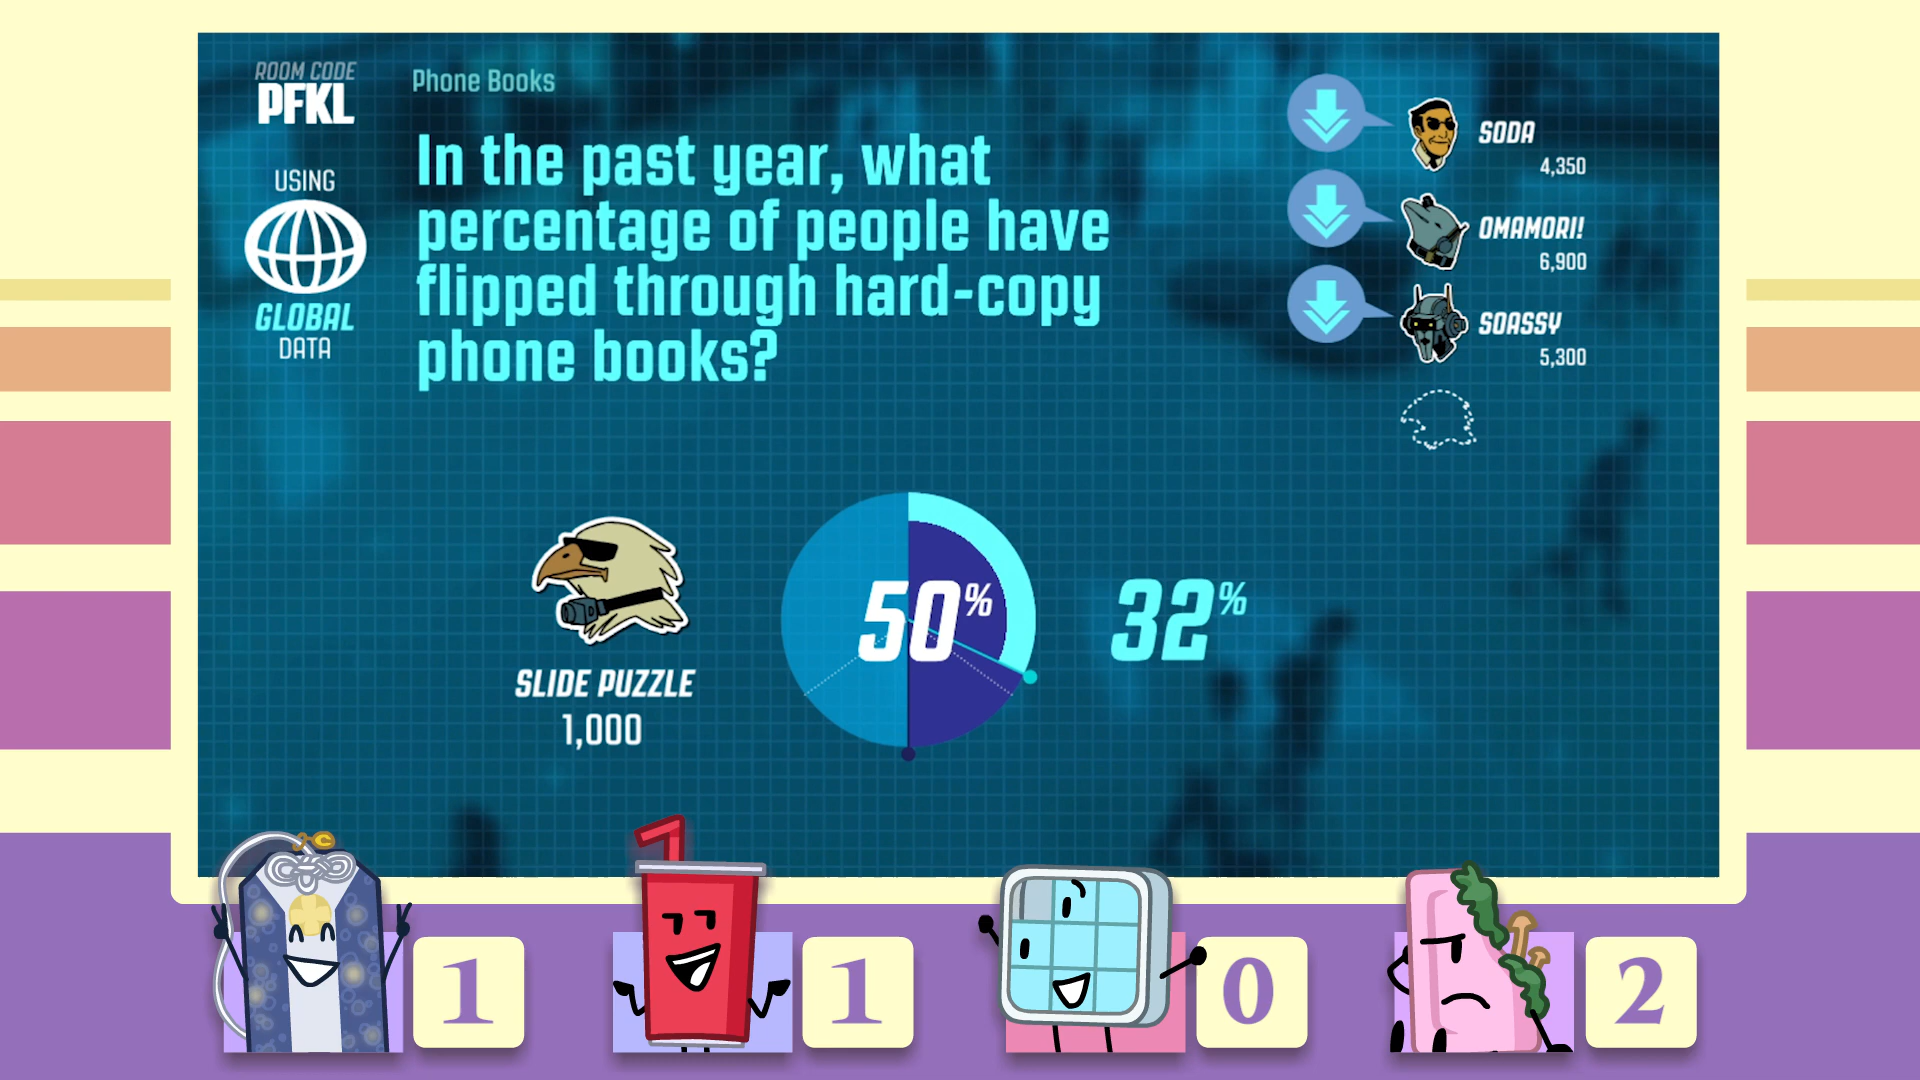 ROOM CODE
PFKL
USING
GLOBAL
DATA
Phone Books
In the past year, what
percentage of people have
flipped through hard-copy
phone books?
SODA
4,350
OMAMORI!
6,900
SOASSY
5,300
SLIDE PUZZLE
1,000
50%
32%
1
1
0
2